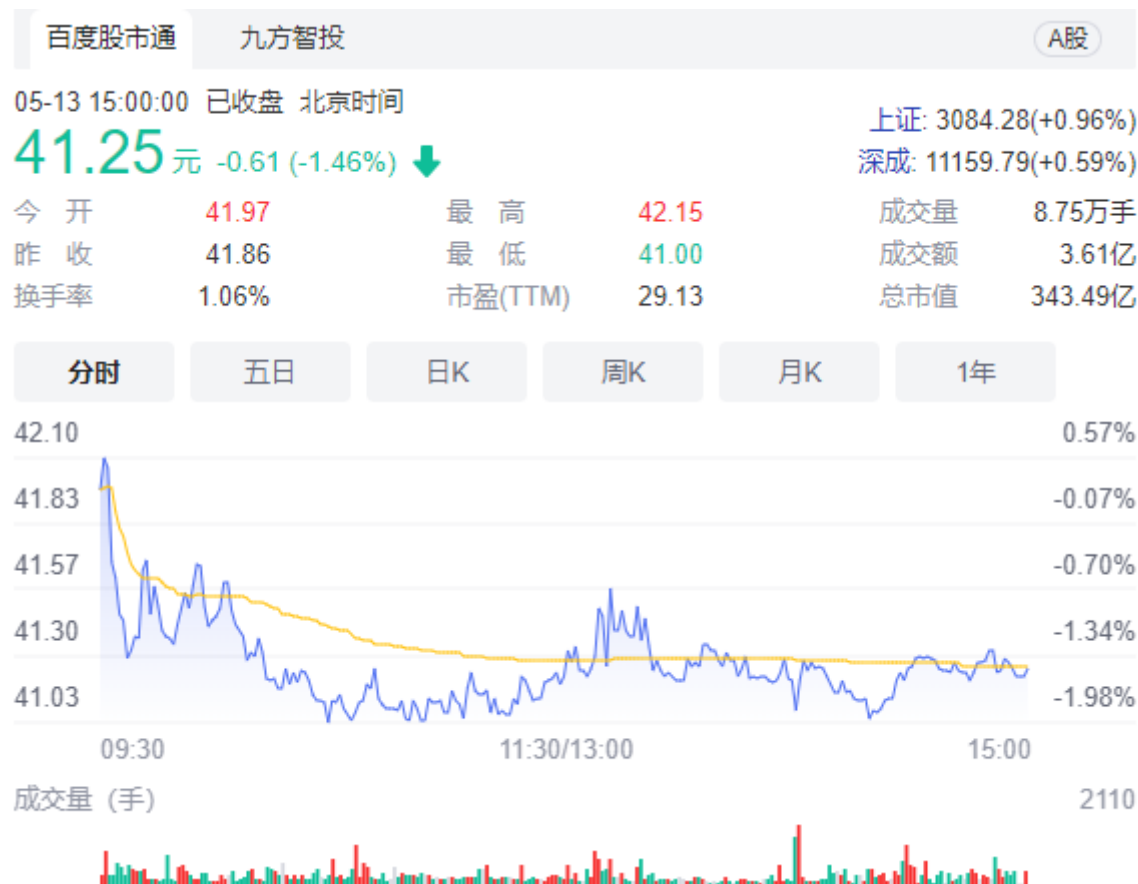 百度股市通 九方智投 A股
05-13 15:00:00 已收盘 北京时间
上证: 3084.28(+0.96%)
41.25 元 -0.61 (-1.46%)
深成: 11159.79(+0.59%)
今 开 41.97 最 高 42.15 成交量 8.75万手
昨 收 41.86 最 低 41.00 成交额 3.61亿
换手率 1.06% 市盈(TTM) 29.13 总市值 343.49亿
分时 五日 日K 周K 月K 1年
42.10 0.57%
41.83 -0.07%
41.57 -0.70%
41.30 -1.34%
41.03 -1.98%
09:30 11:30/13:00 15:00
成交量 (手) 2110